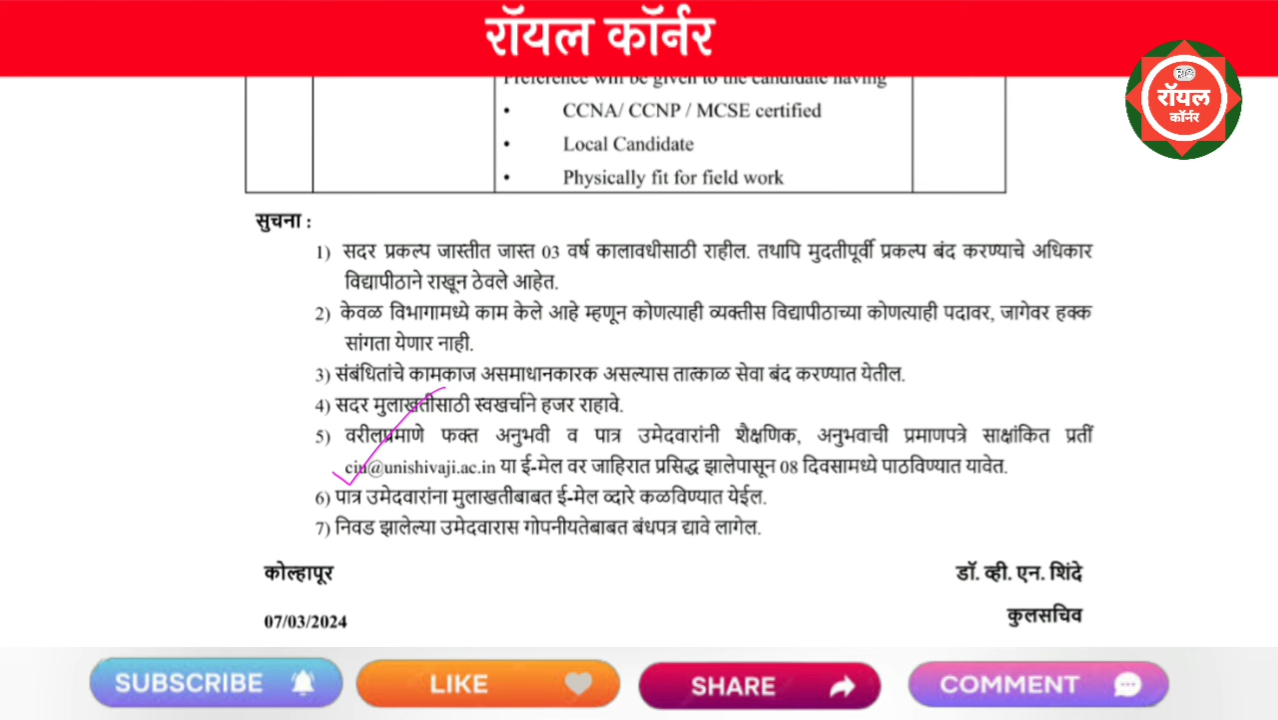 रॉयल कॉर्नर
Preference will be given to the candidate having
• CCNA/ CCNP / MCSE certified
• Local Candidate
• Physically fit for field work
रॉयल
कॉर्नर
सुचना :
1) सदर प्रकल्प जास्तीत जास्त 03 वर्ष कालावधीसाठी राहील. तथापि मुदतीपूर्वी प्रकल्प बंद करण्याचे अधिकार
विद्यापीठाने राखून ठेवले आहेत.
2) केवळ विभागामध्ये काम केले आहे म्हणून कोणत्याही व्यक्तीस विद्यापीठाच्या कोणत्याही पदावर, जागेवर हक्क
सांगता येणार नाही.
3) संबंधितांचे कामकाज असमाधानकारक असल्यास तात्काळ सेवा बंद करण्यात येतील.
4) सदर मुलाखतीसाठी स्वखर्चाने हजर राहावे.
5) वरीलप्रमाणे फक्त अनुभवी व पात्र उमेदवारांनी शैक्षणिक, अनुभवाची प्रमाणपत्रे साक्षांकित प्रतीं
ciu@unishivaji.ac.in या ई-मेल वर जाहिरात प्रसिद्ध झालेपासून 08 दिवसामध्ये पाठविण्यात यावेत.
6) पात्र उमेदवारांना मुलाखतीबाबत ई-मेल व्दारे कळविण्यात येईल.
7) निवड झालेल्या उमेदवारास गोपनीयतेबाबत बंधपत्र द्यावे लागेल.
कोल्हापूर
डॉ. व्ही. एन. शिंदे
07/03/2024
कुलसचिव
SUBSCRIBE
LIKE
SHARE
COMMENT